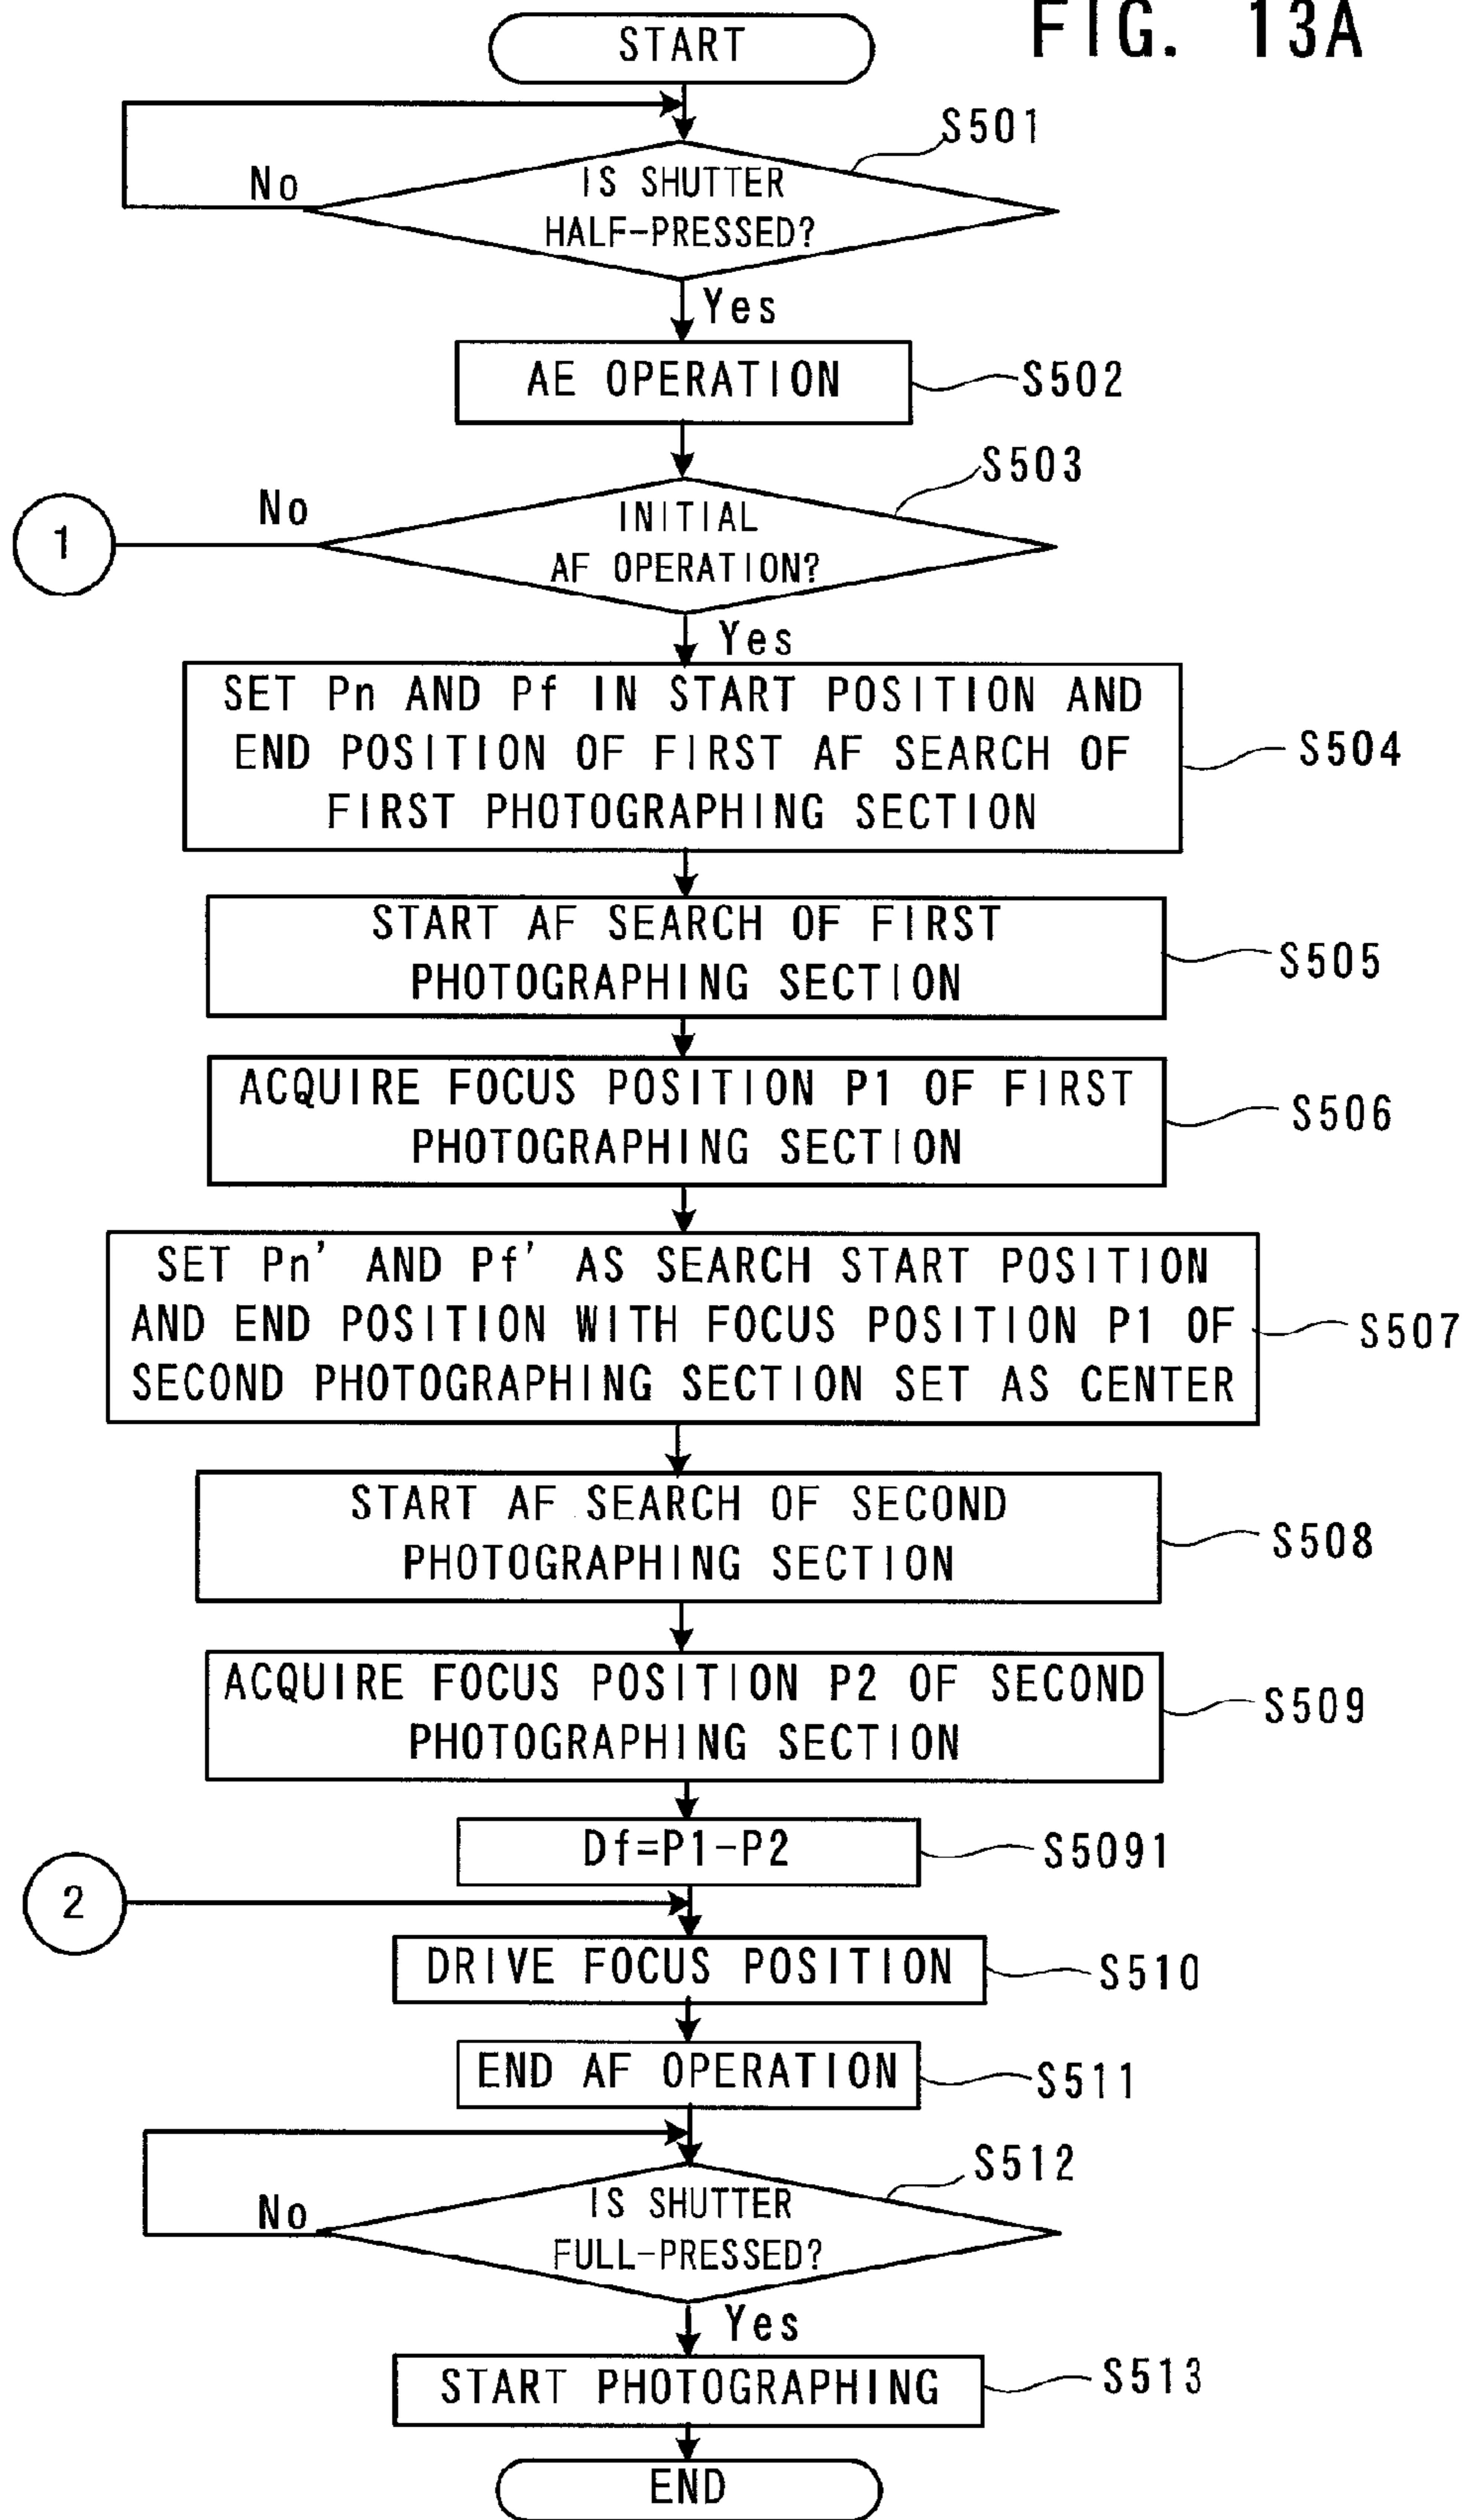 FIG. 13A
START
S501
No
IS SHUTTER
HALF-PRESSED?
Yes
AE OPERATION
S502
S503
No
1
INITIAL
AF OPERATION?
Yes
SET Pn AND Pf IN START POSITION AND
END POSITION OF FIRST AF SEARCH OF
FIRST PHOTOGRAPHING SECTION
S504
START AF SEARCH OF FIRST
PHOTOGRAPHING SECTION
S505
ACQUIRE FOCUS POSITION P1 OF FIRST
PHOTOGRAPHING SECTION
S506
SET Pn' AND Pf' AS SEARCH START POSITION
AND END POSITION WITH FOCUS POSITION P1 OF
SECOND PHOTOGRAPHING SECTION SET AS CENTER
S507
START AF SEARCH OF SECOND
PHOTOGRAPHING SECTION
S508
ACQUIRE FOCUS POSITION P2 OF SECOND
PHOTOGRAPHING SECTION
S509
Df=P1-P2
S5091
2
DRIVE FOCUS POSITION
S510
END AF OPERATION
S511
S512
No
IS SHUTTER
FULL-PRESSED?
Yes
START PHOTOGRAPHING
S513
END